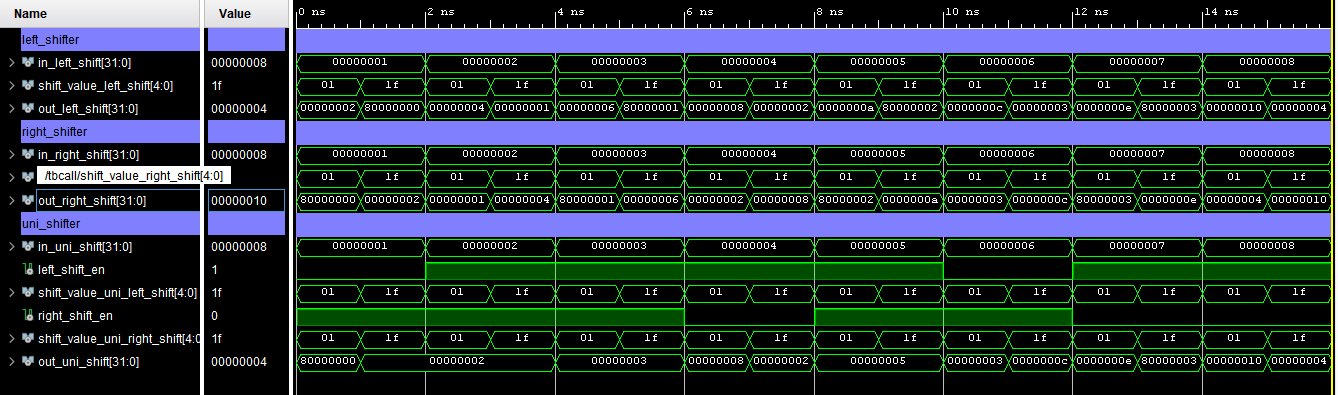 Name Value 0 ns 2 ns 4 ns 6 ns 8 ns 10 ns 12 ns 14 ns
left_shifter
in_left_shift[31:0] 00000008 00000001 00000002 00000003 00000004 00000005 00000006 00000007 00000008
shift_value_left_shift[4:0] 1f 01 1f 01 1f 01 1f 01 1f 01 1f 01 1f 01 1f 01 1f
out_left_shift[31:0] 00000004 00000002 80000000 00000004 00000001 00000006 80000001 00000008 00000002 0000000a 80000002 0000000c 00000003 0000000e 80000003 00000010 00000004
right_shifter
in_right_shift[31:0] 00000008 00000001 00000002 00000003 00000004 00000005 00000006 00000007 00000008
/tbcall/shift_value_right_shift[4:0] 01 1f 01 1f 01 1f 01 1f 01 1f 01 1f 01 1f 01 1f
out_right_shift[31:0] 00000010 80000000 00000002 00000001 00000004 80000001 00000006 00000002 00000008 80000002 0000000a 00000003 0000000c 80000003 0000000e 00000004 00000010
uni_shifter
in_uni_shift[31:0] 00000008 00000001 00000002 00000003 00000004 00000005 00000006 00000007 00000008
left_shift_en 1
shift_value_uni_left_shift[4:0] 1f 01 1f 01 1f 01 1f 01 1f 01 1f 01 1f 01 1f 01 1f
right_shift_en 0
shift_value_uni_right_shift[4:0 1f 01 1f 01 1f 01 1f 01 1f 01 1f 01 1f 01 1f 01 1f
out_uni_shift[31:0] 00000004 80000000 00000002 00000003 00000008 00000002 00000005 00000003 0000000c 0000000e 80000003 00000010 00000004